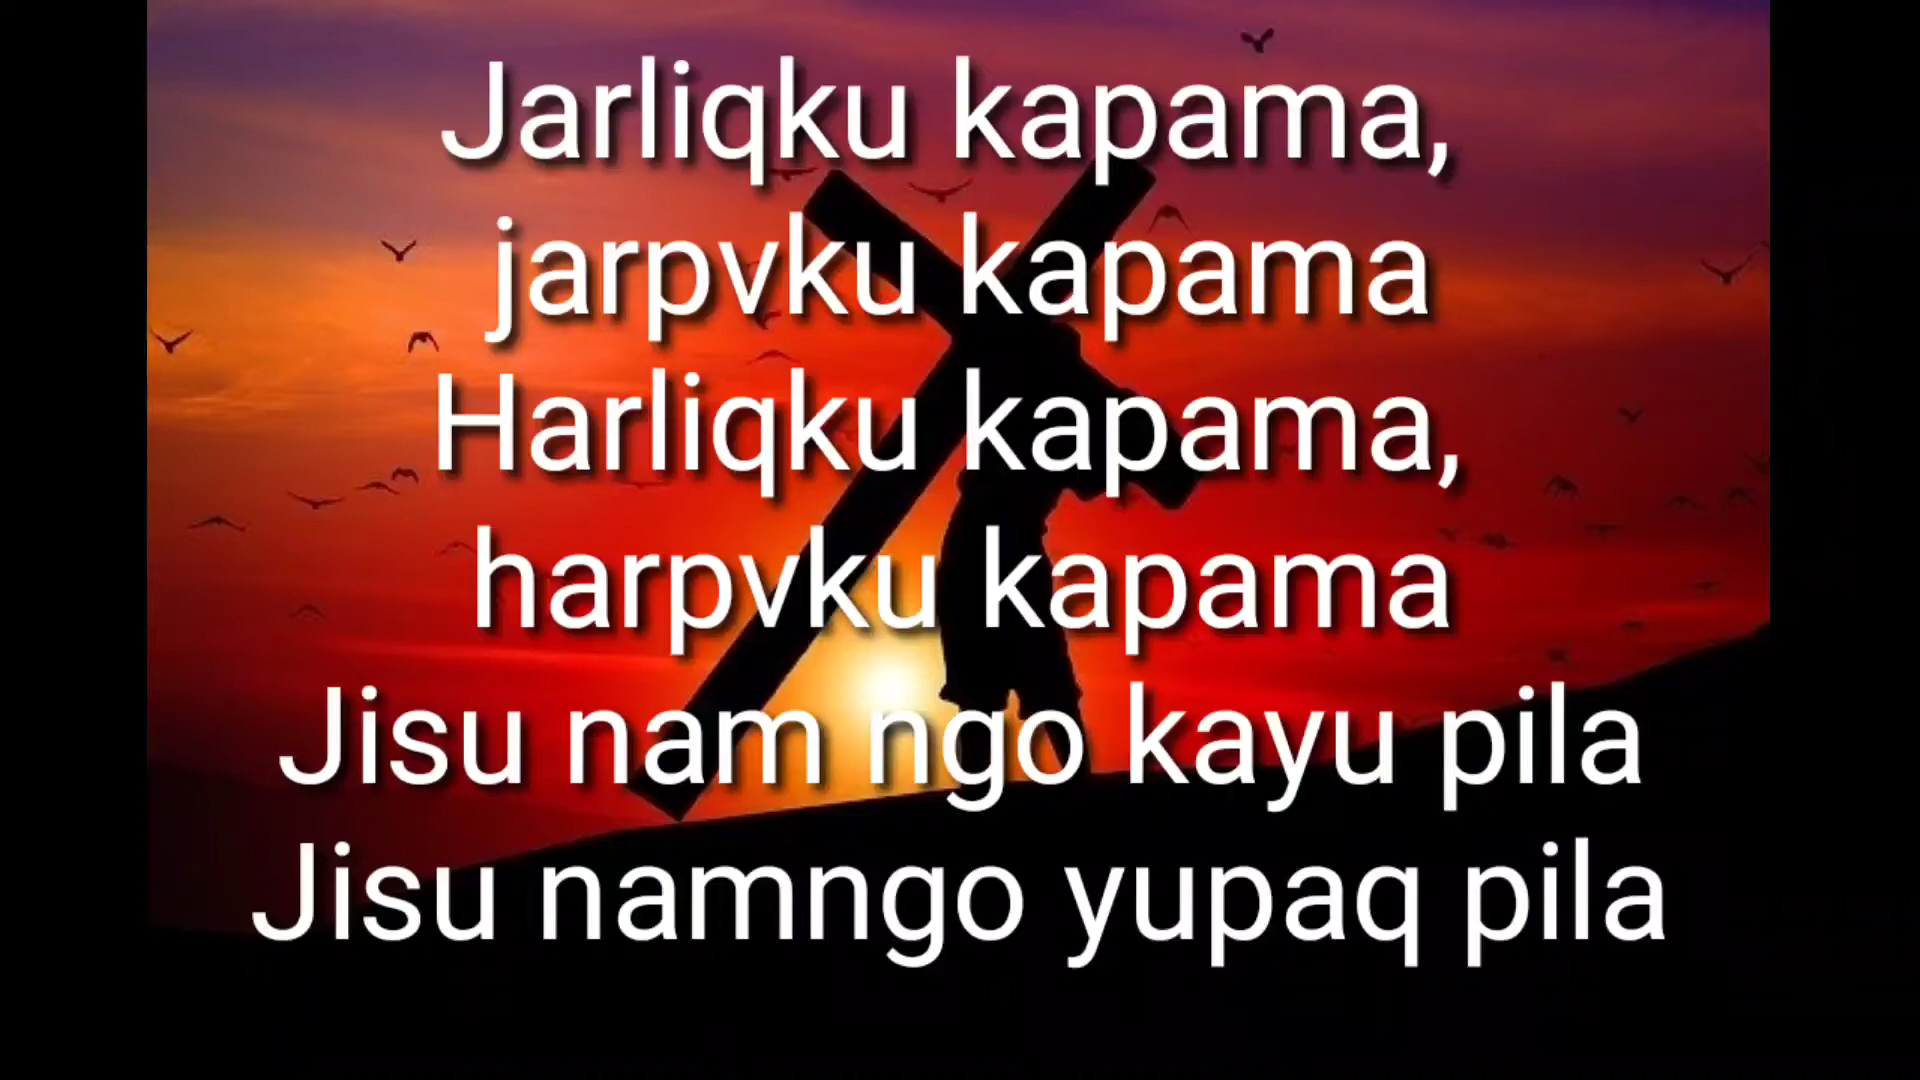 Jarliqku kapama,
jarpvku kapama
Harliqku kapama,
harpvku kapama
Jisu nam ngo kayu pila
Jisu namngo yupaq pila